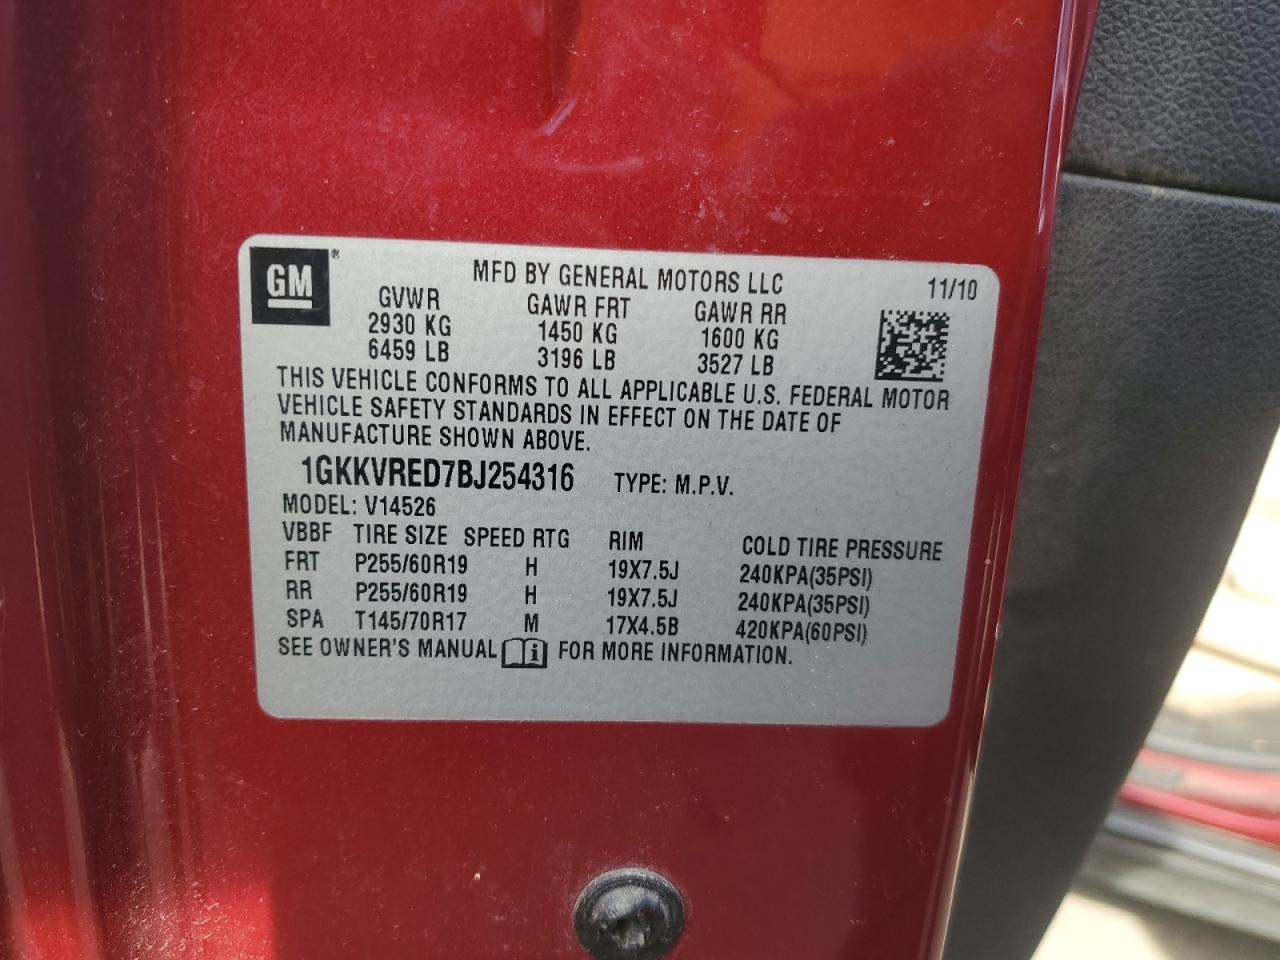 GM®
MFD BY GENERAL MOTORS LLC 11/10
GVWR GAWR FRT GAWR RR
2930 KG 1450 KG 1600 KG
6459 LB 3196 LB 3527 LB
THIS VEHICLE CONFORMS TO ALL APPLICABLE U.S. FEDERAL MOTOR
VEHICLE SAFETY STANDARDS IN EFFECT ON THE DATE OF
MANUFACTURE SHOWN ABOVE.
1GKKVRED7BJ254316 TYPE: M.P.V.
MODEL: V14526
VBBF TIRE SIZE SPEED RTG RIM COLD TIRE PRESSURE
FRT P255/60R19 H 19X7.5J 240KPA(35PSI)
RR P255/60R19 H 19X7.5J 240KPA(35PSI)
SPA T145/70R17 M 17X4.5B 420KPA(60PSI)
SEE OWNER'S MANUAL i FOR MORE INFORMATION.